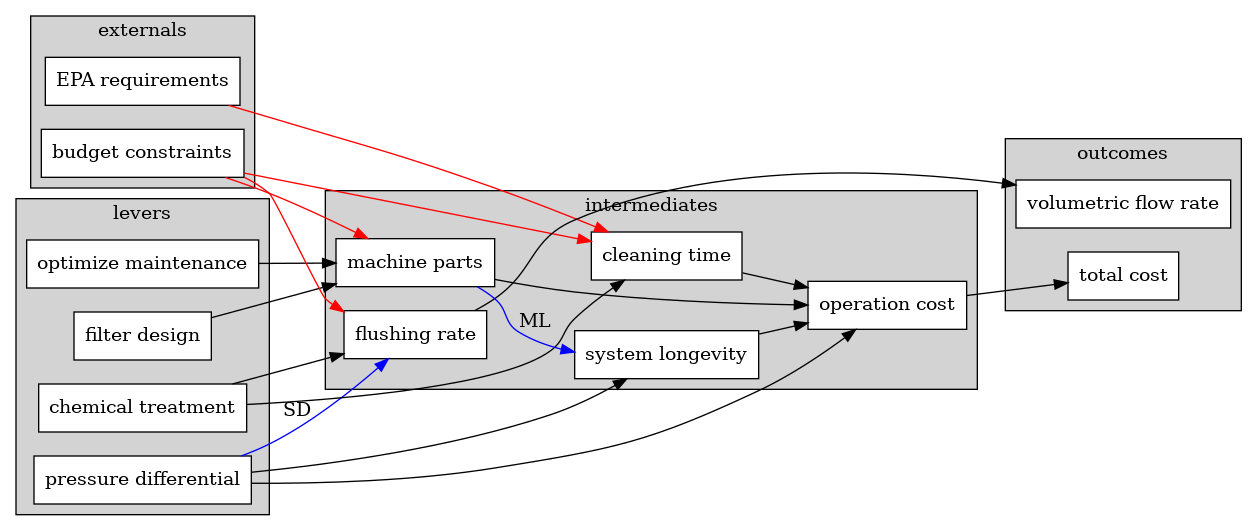 externals
EPA requirements
budget constraints
levers
optimize maintenance
filter design
chemical treatment
pressure differential
intermediates
machine parts
cleaning time
flushing rate
ML
system longevity
operation cost
SD
outcomes
volumetric flow rate
total cost